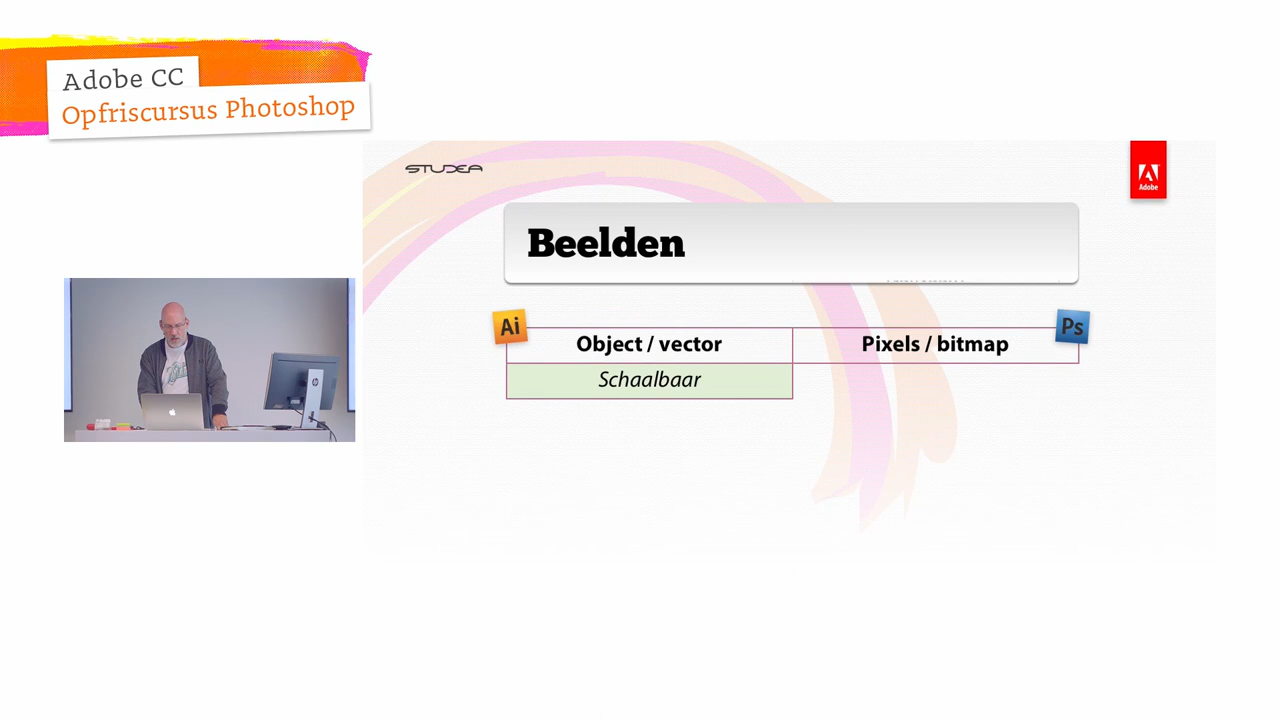 Adobe CC
Opfriscursus Photoshop
STUDEA
Adobe
Beelden
Ai
Ps
Object / vector
Pixels / bitmap
Schaalbaar